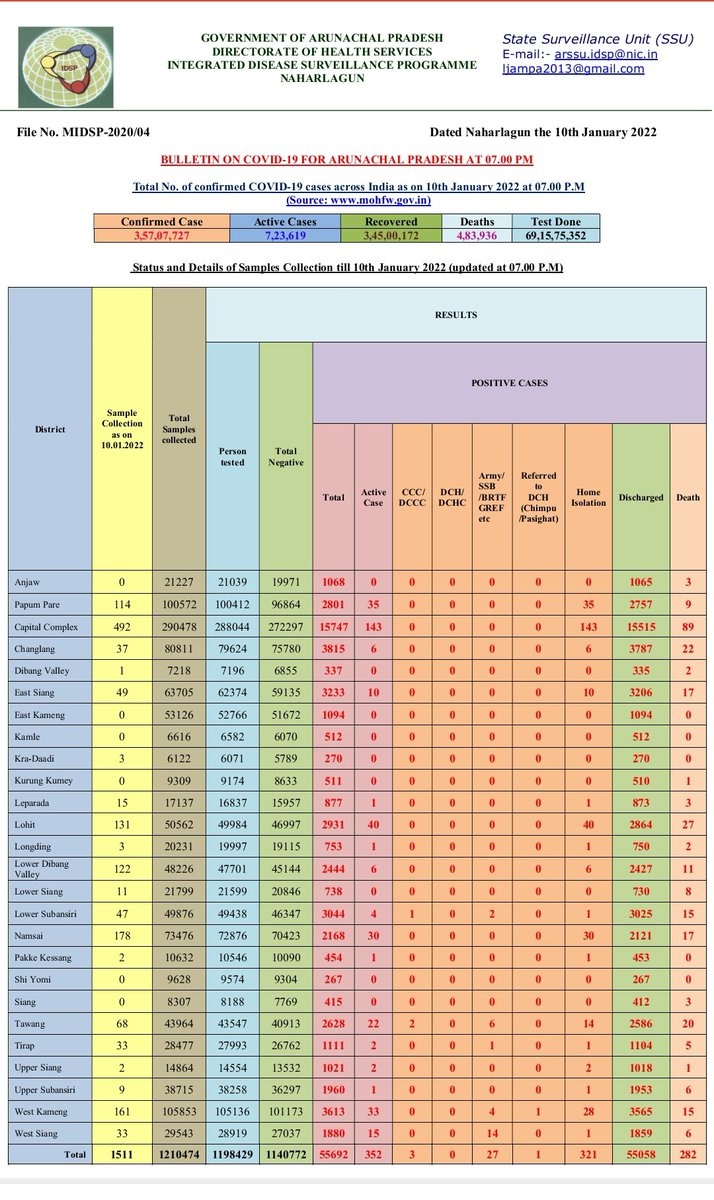 IDSP
GOVERNMENT OF ARUNACHAL PRADESH
DIRECTORATE OF HEALTH SERVICES
INTEGRATED DISEASE SURVEILLANCE PROGRAMME
NAHARLAGUN
State Surveillance Unit (SSU)
E-mail:- arssu.idsp@nic.in
ljampa2013@gmail.com
File No. MIDSP-2020/04 Dated Naharlagun the 10th January 2022
BULLETIN ON COVID-19 FOR ARUNACHAL PRADESH AT 07.00 PM
Total No. of confirmed COVID-19 cases across India as on 10th January 2022 at 07.00 P.M
(Source: www.mohfw.gov.in)
Confirmed Case Active Cases Recovered Deaths Test Done
3,57,07,727 7,23,619 3,45,00,172 4,83,936 69,15,75,352
Status and Details of Samples Collection till 10th January 2022 (updated at 07.00 P.M)
RESULTS
POSITIVE CASES
District
Sample
Collection
as on
10.01.2022
Total
Samples
collected
Person
tested
Total
Negative
Total
Active
Case
CCC/
DCCC
DCH/
DCHC
Army/
SSB
/BRTF
GREF
etc
Referred
to
DCH
(Chimpu
/Pasighat)
Home
Isolation
Discharged
Death
Anjaw 0 21227 21039 19971 1068 0 0 0 0 0 0 1065 3
Papum Pare 114 100572 100412 96864 2801 35 0 0 0 0 35 2757 9
Capital Complex 492 290478 288044 272297 15747 143 0 0 0 0 143 15515 89
Changlang 37 80811 79624 75780 3815 6 0 0 0 0 6 3787 22
Dibang Valley 1 7218 7196 6855 337 0 0 0 0 0 0 335 2
East Siang 49 63705 62374 59135 3233 10 0 0 0 0 10 3206 17
East Kameng 0 53126 52766 51672 1094 0 0 0 0 0 0 1094 0
Kamle 0 6616 6582 6070 512 0 0 0 0 0 0 512 0
Kra-Daadi 3 6122 6071 5789 270 0 0 0 0 0 0 270 0
Kurung Kumey 0 9309 9174 8633 511 0 0 0 0 0 0 510 1
Leparada 15 17137 16837 15957 877 1 0 0 0 0 1 873 3
Lohit 131 50562 49984 46997 2931 40 0 0 0 0 40 2864 27
Longding 3 20231 19997 19115 753 1 0 0 0 0 1 750 2
Lower Dibang
Valley 122 48226 47701 45144 2444 6 0 0 0 0 6 2427 11
Lower Siang 11 21799 21599 20846 738 0 0 0 0 0 0 730 8
Lower Subansiri 47 49876 49438 46347 3044 4 1 0 2 0 1 3025 15
Namsai 178 73476 72876 70423 2168 30 0 0 0 0 30 2121 17
Pakke Kessang 2 10632 10546 10090 454 1 0 0 0 0 1 453 0
Shi Yomi 0 9628 9574 9304 267 0 0 0 0 0 0 267 0
Siang 0 8307 8188 7769 415 0 0 0 0 0 0 412 3
Tawang 68 43964 43547 40913 2628 22 2 0 6 0 14 2586 20
Tirap 33 28477 27993 26762 1111 2 0 0 1 0 1 1104 5
Upper Siang 2 14864 14554 13532 1021 2 0 0 0 0 2 1018 1
Upper Subansiri 9 38715 38258 36297 1960 1 0 0 0 0 1 1953 6
West Kameng 161 105853 105136 101173 3613 33 0 0 4 1 28 3565 15
West Siang 33 29543 28919 27037 1880 15 0 0 14 0 1 1859 6
Total 1511 1210474 1198429 1140772 55692 352 3 0 27 1 321 55058 282